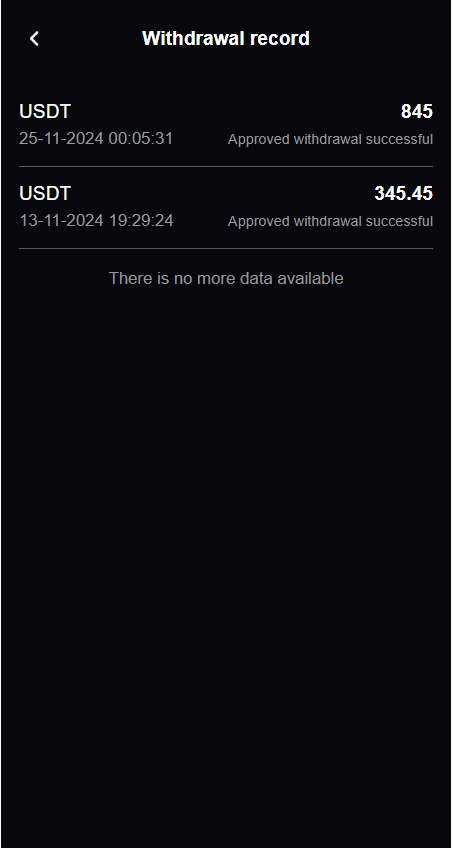 Withdrawal record
USDT 845
25-11-2024 00:05:31 Approved withdrawal successful
USDT 345.45
13-11-2024 19:29:24 Approved withdrawal successful
There is no more data available